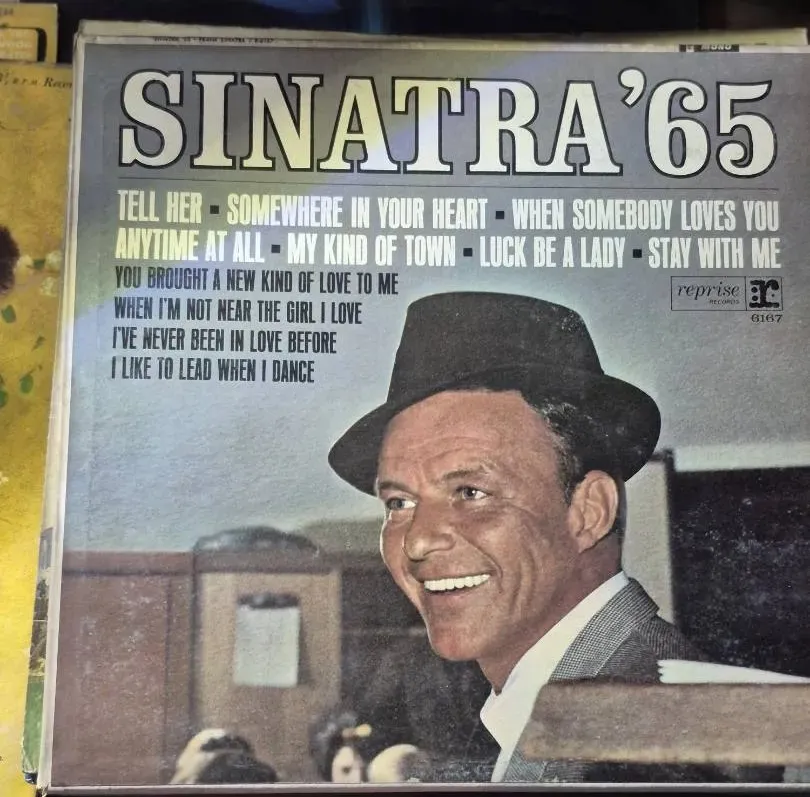 MONO
SINATRA '65
TELL HER ▪ SOMEWHERE IN YOUR HEART ▪ WHEN SOMEBODY LOVES YOU
ANYTIME AT ALL ▪ MY KIND OF TOWN ▪ LUCK BE A LADY ▪ STAY WITH ME
YOU BROUGHT A NEW KIND OF LOVE TO ME
WHEN I'M NOT NEAR THE GIRL I LOVE
I'VE NEVER BEEN IN LOVE BEFORE
I LIKE TO LEAD WHEN I DANCE
reprise
RECORDS
r:
6167